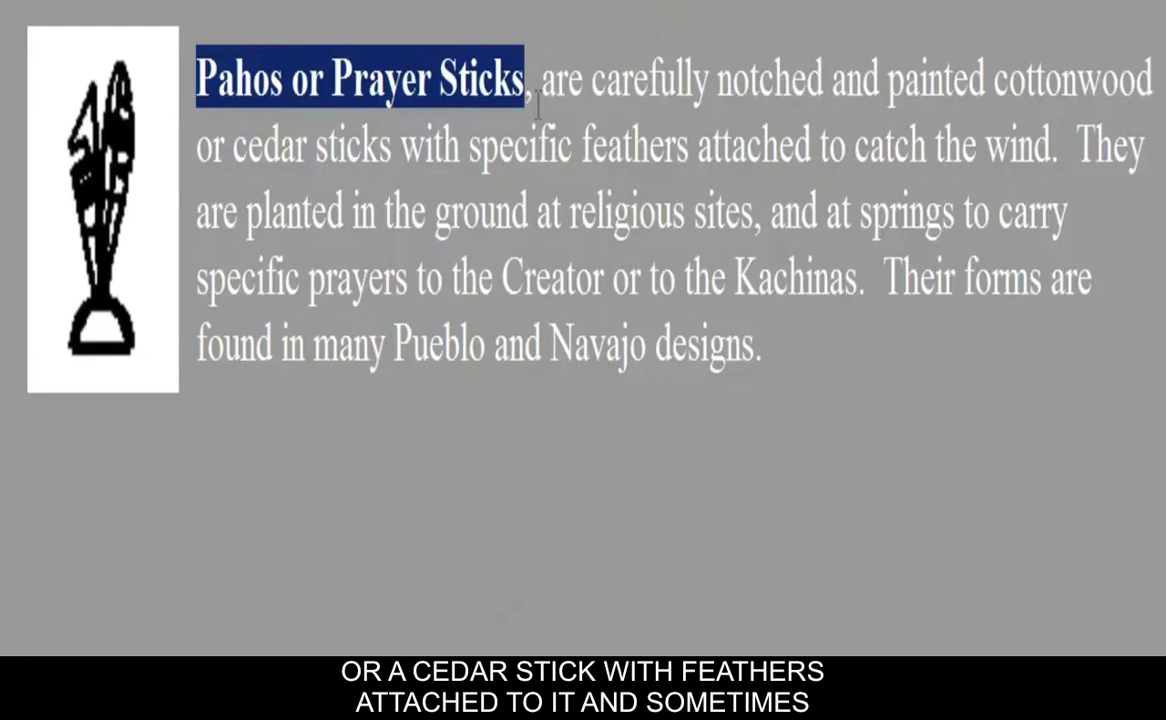 Pahos or Prayer Sticks, are carefully notched and painted cottonwood
or cedar sticks with specific feathers attached to catch the wind.  They
are planted in the ground at religious sites, and at springs to carry
specific prayers to the Creator or to the Kachinas.  Their forms are
found in many Pueblo and Navajo designs.
OR A CEDAR STICK WITH FEATHERS
ATTACHED TO IT AND SOMETIMES